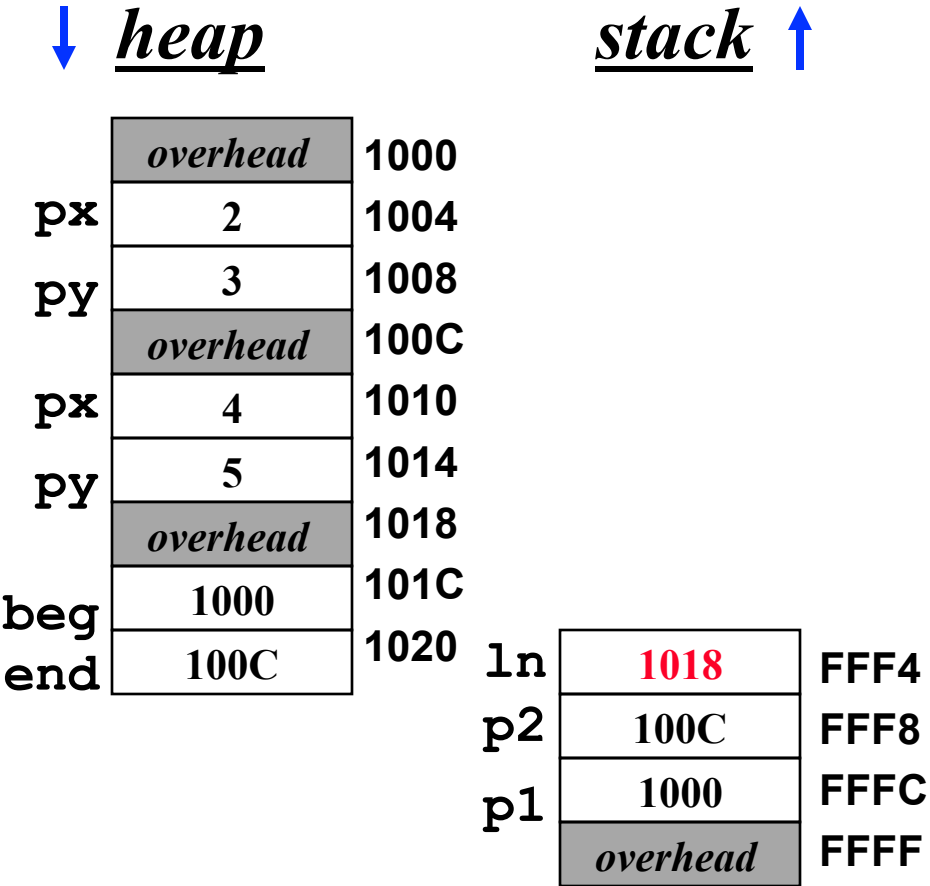 heap stack
overhead 1000
px 2 1004
py 3 1008
overhead 100C
px 4 1010
py 5 1014
overhead 1018
beg 1000 101C
end 100C 1020
ln 1018 FFF4
p2 100C FFF8
p1 1000 FFFC
overhead FFFF